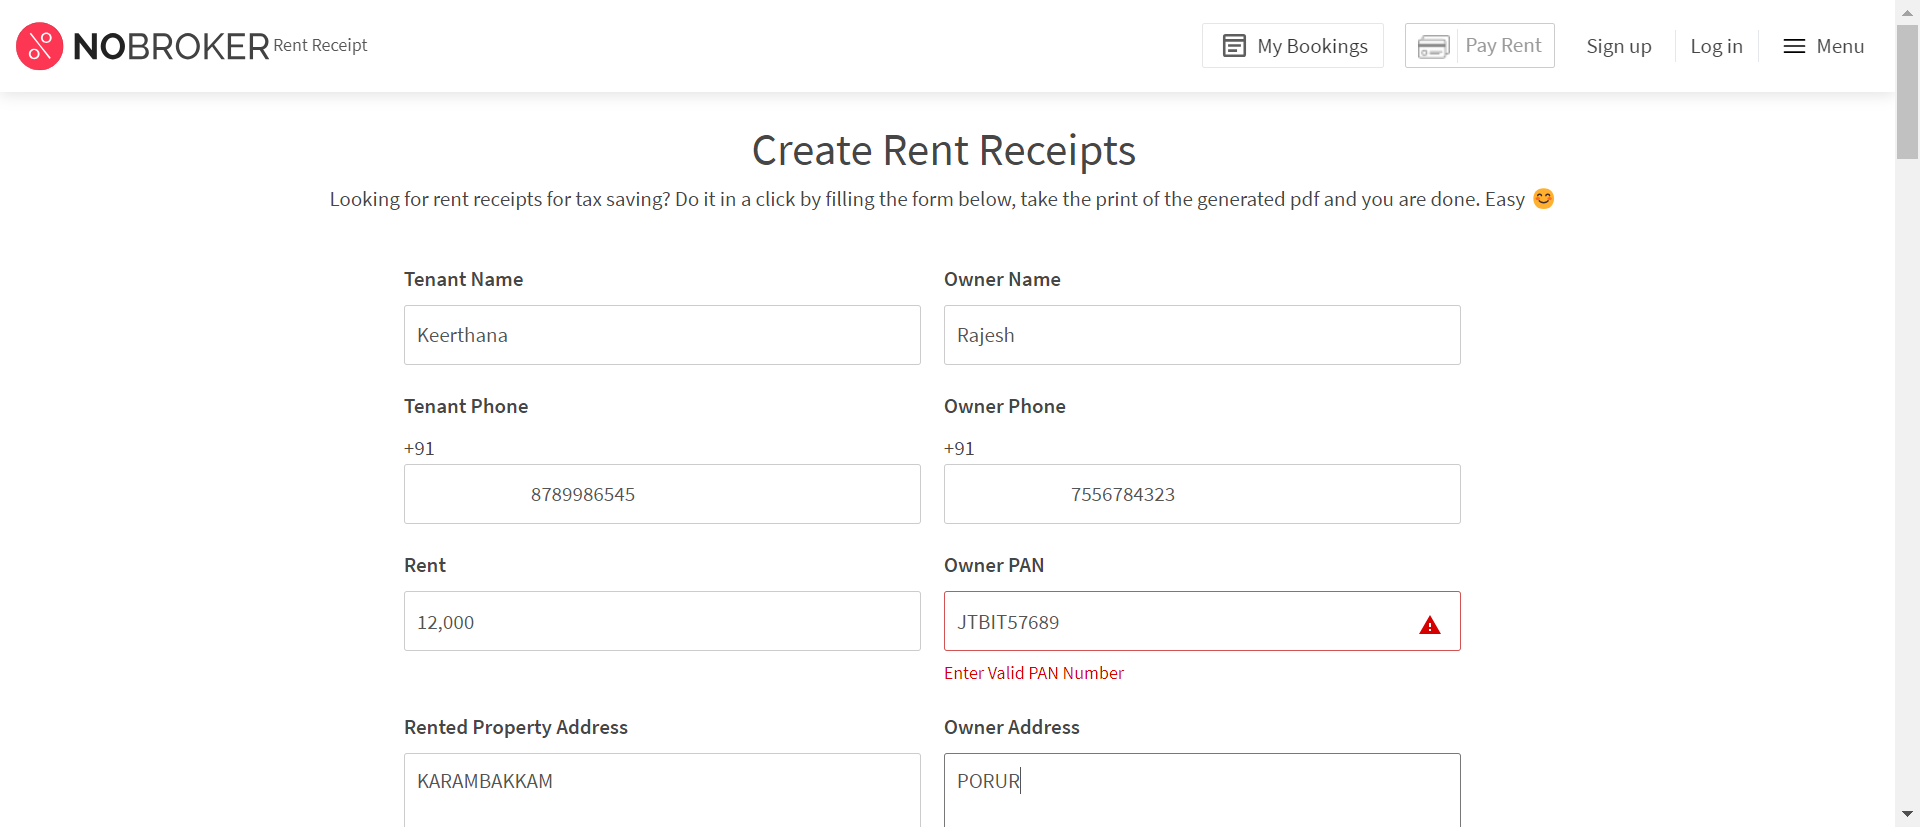 NOBROKER Rent Receipt
My Bookings
Pay Rent
Sign up
Log in
Menu
Create Rent Receipts
Looking for rent receipts for tax saving? Do it in a click by filling the form below, take the print of the generated pdf and you are done. Easy 😊
Tenant Name
Keerthana
Owner Name
Rajesh
Tenant Phone
+91
8789986545
Owner Phone
+91
7556784323
Rent
12,000
Owner PAN
JTBIT57689
Enter Valid PAN Number
Rented Property Address
KARAMBAKKAM
Owner Address
PORUR